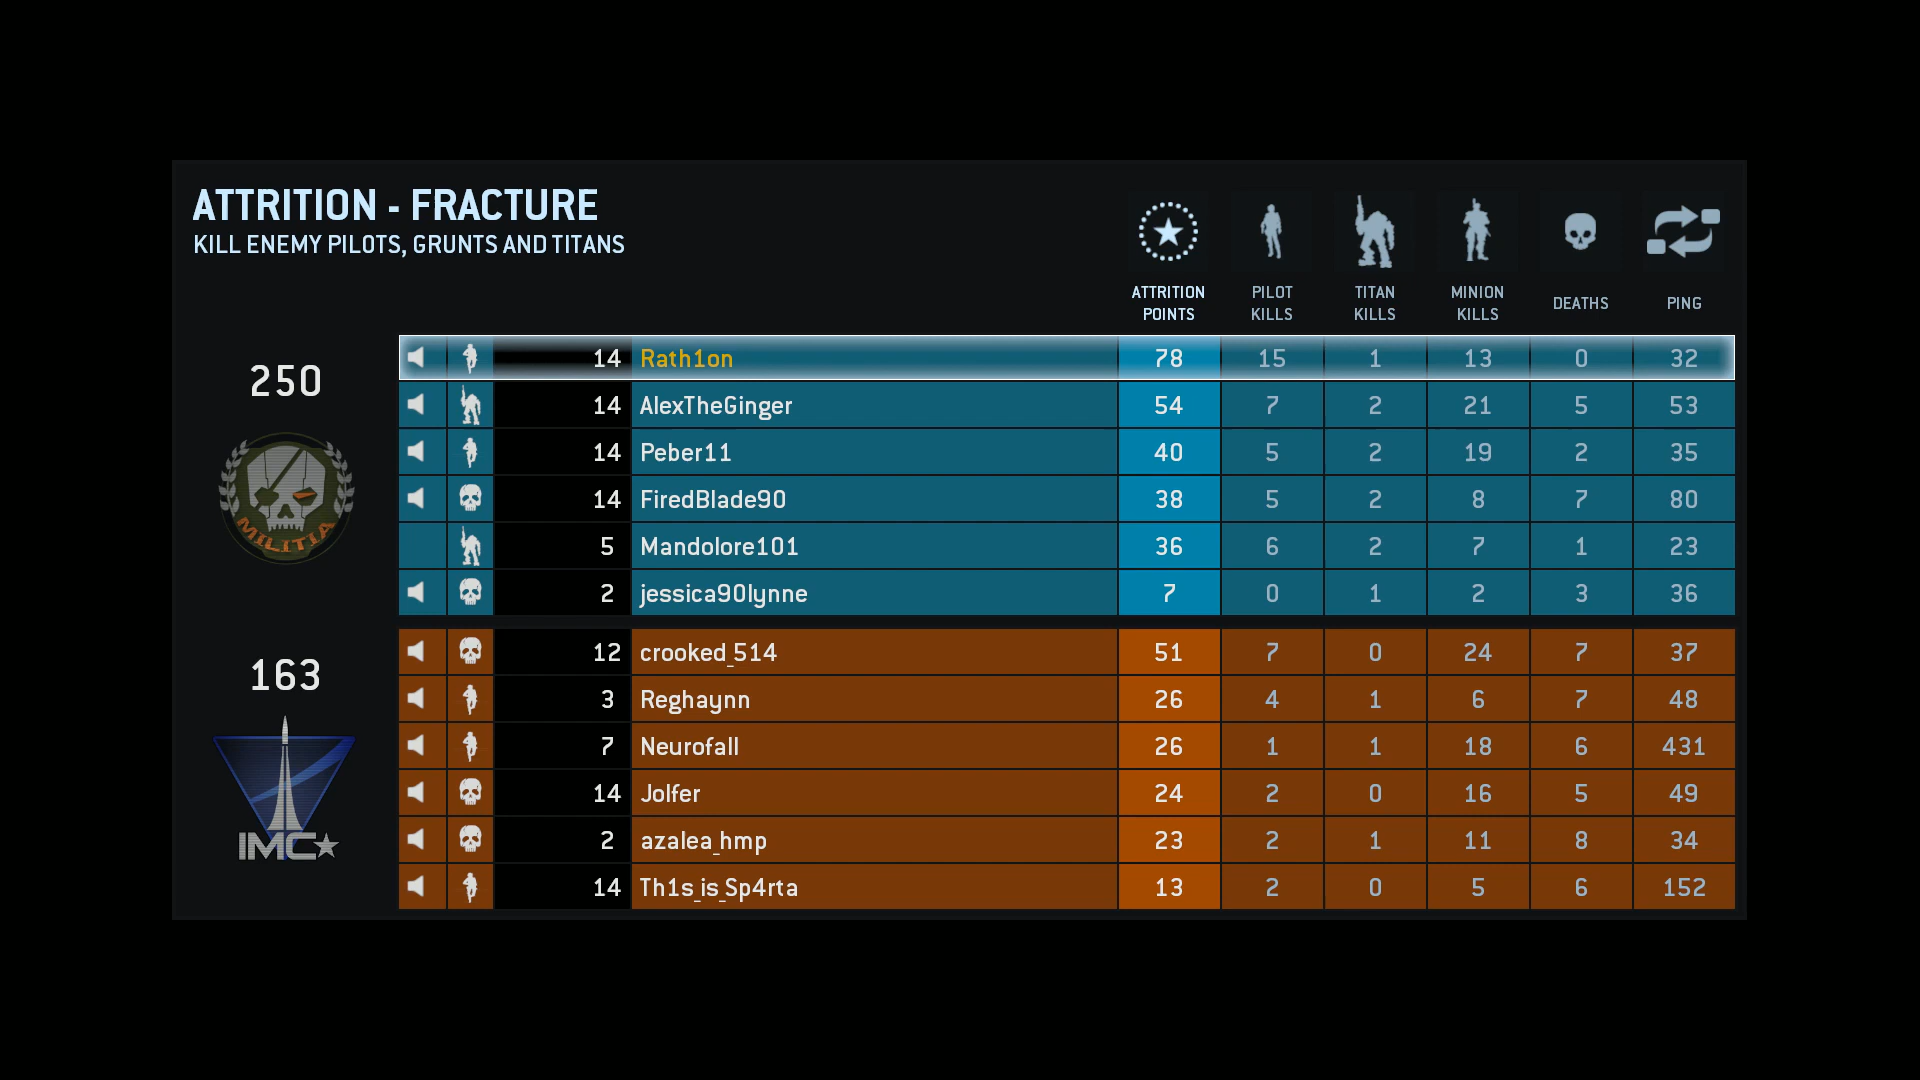 ATTRITION - FRACTURE
KILL ENEMY PILOTS, GRUNTS AND TITANS
ATTRITION POINTS PILOT KILLS TITAN KILLS MINION KILLS DEATHS PING
250
MILITIA
14 Rath1on 78 15 1 13 0 32
14 AlexTheGinger 54 7 2 21 5 53
14 Peber11 40 5 2 19 2 35
14 FiredBlade90 38 5 2 8 7 80
5 Mandolore101 36 6 2 7 1 23
2 jessica90lynne 7 0 1 2 3 36
163
IMC
12 crooked_514 51 7 0 24 7 37
3 Reghaynn 26 4 1 6 7 48
7 Neurofall 26 1 1 18 6 431
14 Jolfer 24 2 0 16 5 49
2 azalea_hmp 23 2 1 11 8 34
14 Th1s_is_Sp4rta 13 2 0 5 6 152